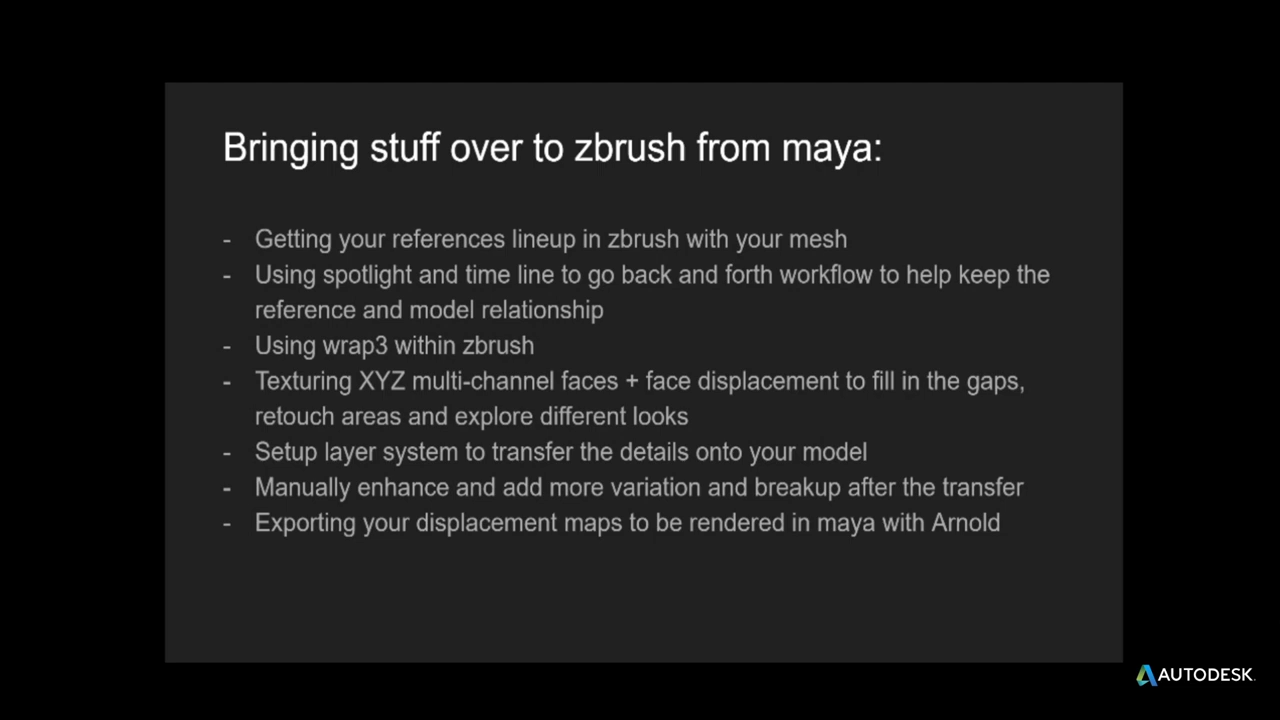 Bringing stuff over to zbrush from maya:
- Getting your references lineup in zbrush with your mesh
- Using spotlight and time line to go back and forth workflow to help keep the
reference and model relationship
- Using wrap3 within zbrush
- Texturing XYZ multi-channel faces + face displacement to fill in the gaps,
retouch areas and explore different looks
- Setup layer system to transfer the details onto your model
- Manually enhance and add more variation and breakup after the transfer
- Exporting your displacement maps to be rendered in maya with Arnold
AUTODESK